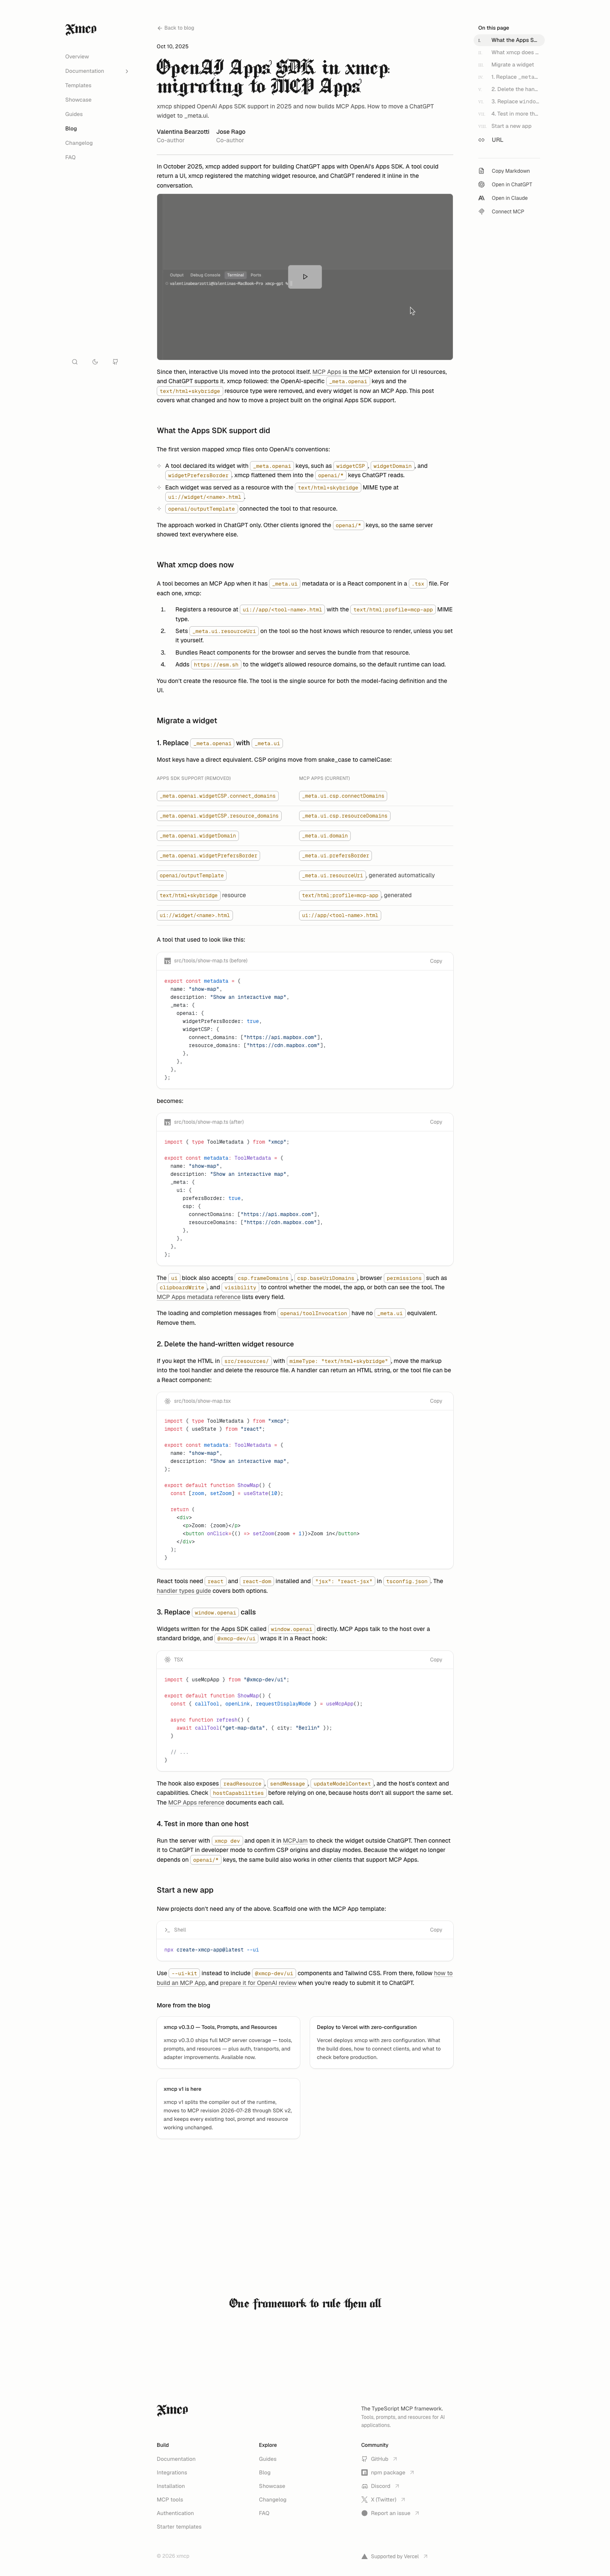 Xmcp
Overview
Documentation
Templates
Showcase
Guides
Blog
Changelog
FAQ
Back to blog
Oct 10, 2025
OpenAI Apps SDK in xmcp:
migrating to MCP Apps
xmcp shipped OpenAI Apps SDK support in 2025 and now builds MCP Apps. How to move a ChatGPT
widget to _meta.ui.
Valentina Bearzotti
Co-author
Jose Rago
Co-author
In October 2025, xmcp added support for building ChatGPT apps with OpenAI's Apps SDK. A tool could
return a UI, xmcp registered the matching widget resource, and ChatGPT rendered it inline in the
conversation.
Output Debug Console Terminal Ports
Since then, interactive UIs moved into the protocol itself. MCP Apps is the MCP extension for UI resources,
and ChatGPT supports it. xmcp followed: the OpenAI-specific _meta.openai keys and the
text/html+skybridge resource type were removed, and every widget is now an MCP App. This post
covers what changed and how to move a project built on the original Apps SDK support.
What the Apps SDK support did
The first version mapped xmcp files onto OpenAI's conventions:
A tool declared its widget with _meta.openai keys, such as widgetCSP, widgetDomain, and
widgetPrefersBorder. xmcp flattened them into the openai/* keys ChatGPT reads.
Each widget was served as a resource with the text/html+skybridge MIME type at
ui://widget/<name>.html.
openai/outputTemplate connected the tool to that resource.
The approach worked in ChatGPT only. Other clients ignored the openai/* keys, so the same server
showed text everywhere else.
What xmcp does now
A tool becomes an MCP App when it has _meta.ui metadata or is a React component in a .tsx file. For
each one, xmcp:
1. Registers a resource at ui://app/<tool-name>.html with the text/html;profile=mcp-app MIME
type.
2. Sets _meta.ui.resourceUri on the tool so the host knows which resource to render, unless you set
it yourself.
3. Bundles React components for the browser and serves the bundle from that resource.
4. Adds https://esm.sh to the widget's allowed resource domains, so the default runtime can load.
You don't create the resource file. The tool is the single source for both the model-facing definition and the
UI.
Migrate a widget
1. Replace _meta.openai with _meta.ui
Most keys have a direct equivalent. CSP origins move from snake_case to camelCase:
APPS SDK SUPPORT (REMOVED) MCP APPS (CURRENT)
_meta.openai.widgetCSP.connect_domains _meta.ui.csp.connectDomains
_meta.openai.widgetCSP.resource_domains _meta.ui.csp.resourceDomains
_meta.openai.widgetDomain _meta.ui.domain
_meta.openai.widgetPrefersBorder _meta.ui.prefersBorder
openai/outputTemplate _meta.ui.resourceUri, generated automatically
text/html+skybridge resource text/html;profile=mcp-app, generated
ui://widget/<name>.html ui://app/<tool-name>.html
A tool that used to look like this:
src/tools/show-map.ts (before) Copy
export const metadata = {
name: "show-map",
description: "Show an interactive map",
_meta: {
openai: {
widgetPrefersBorder: true,
widgetCSP: {
connect_domains: ["https://api.mapbox.com"],
resource_domains: ["https://cdn.mapbox.com"],
},
},
},
};
becomes:
src/tools/show-map.ts (after) Copy
import { type ToolMetadata } from "xmcp";
export const metadata: ToolMetadata = {
name: "show-map",
description: "Show an interactive map",
_meta: {
ui: {
prefersBorder: true,
csp: {
connectDomains: ["https://api.mapbox.com"],
resourceDomains: ["https://cdn.mapbox.com"],
},
},
},
};
The ui block also accepts csp.frameDomains, csp.baseUriDomains, browser permissions such as
clipboardWrite, and visibility to control whether the model, the app, or both can see the tool. The
MCP Apps metadata reference lists every field.
The loading and completion messages from openai/toolInvocation have no _meta.ui equivalent.
Remove them.
2. Delete the hand-written widget resource
If you kept the HTML in src/resources/ with mimeType: "text/html+skybridge", move the markup
into the tool handler and delete the resource file. A handler can return an HTML string, or the tool file can be
a React component:
src/tools/show-map.tsx Copy
import { type ToolMetadata } from "xmcp";
import { useState } from "react";
export const metadata: ToolMetadata = {
name: "show-map",
description: "Show an interactive map",
};
export default function ShowMap() {
const [zoom, setZoom] = useState(10);
return (
<div>
<p>Zoom: {zoom}</p>
<button onClick={() => setZoom(zoom + 1)}>Zoom in</button>
</div>
);
}
React tools need react and react-dom installed and "jsx": "react-jsx" in tsconfig.json. The
handler types guide covers both options.
3. Replace window.openai calls
Widgets written for the Apps SDK called window.openai directly. MCP Apps talk to the host over a
standard bridge, and @xmcp-dev/ui wraps it in a React hook:
TSX Copy
import { useMcpApp } from "@xmcp-dev/ui";
export default function ShowMap() {
const { callTool, openLink, requestDisplayMode } = useMcpApp();
async function refresh() {
await callTool("get-map-data", { city: "Berlin" });
}
// ...
}
The hook also exposes readResource, sendMessage, updateModelContext, and the host's context and
capabilities. Check hostCapabilities before relying on one, because hosts don't all support the same set.
The MCP Apps reference documents each call.
4. Test in more than one host
Run the server with xmcp dev and open it in MCPJam to check the widget outside ChatGPT. Then connect
it to ChatGPT in developer mode to confirm CSP origins and display modes. Because the widget no longer
depends on openai/* keys, the same build also works in other clients that support MCP Apps.
Start a new app
New projects don't need any of the above. Scaffold one with the MCP App template:
Shell Copy
npx create-xmcp-app@latest --ui
Use --ui-kit instead to include @xmcp-dev/ui components and Tailwind CSS. From there, follow how to
build an MCP App, and prepare it for OpenAI review when you're ready to submit it to ChatGPT.
More from the blog
xmcp v0.3.0 — Tools, Prompts, and Resources
xmcp v0.3.0 ships full MCP server coverage — tools,
prompts, and resources — plus auth, transports, and
adapter improvements. Available now.
Deploy to Vercel with zero-configuration
Vercel deploys xmcp with zero configuration. What
the build does, how to connect clients, and what to
check before production.
xmcp v1 is here
xmcp v1 splits the compiler out of the runtime,
moves to MCP revision 2026-07-28 through SDK v2,
and keeps every existing tool, prompt and resource
working unchanged.
On this page
What the Apps S...
What xmcp does ...
Migrate a widget
1. Replace _meta...
2. Delete the han...
3. Replace windo...
4. Test in more th...
Start a new app
URL
Copy Markdown
Open in ChatGPT
Open in Claude
Connect MCP
One framework to rule them all
Xmcp
The TypeScript MCP framework.
Tools, prompts, and resources for AI
applications.
Build
Documentation
Integrations
Installation
MCP tools
Authentication
Starter templates
Explore
Guides
Blog
Showcase
Changelog
FAQ
Community
GitHub
npm package
Discord
X (Twitter)
Report an issue
© 2026 xmcp
Supported by Vercel